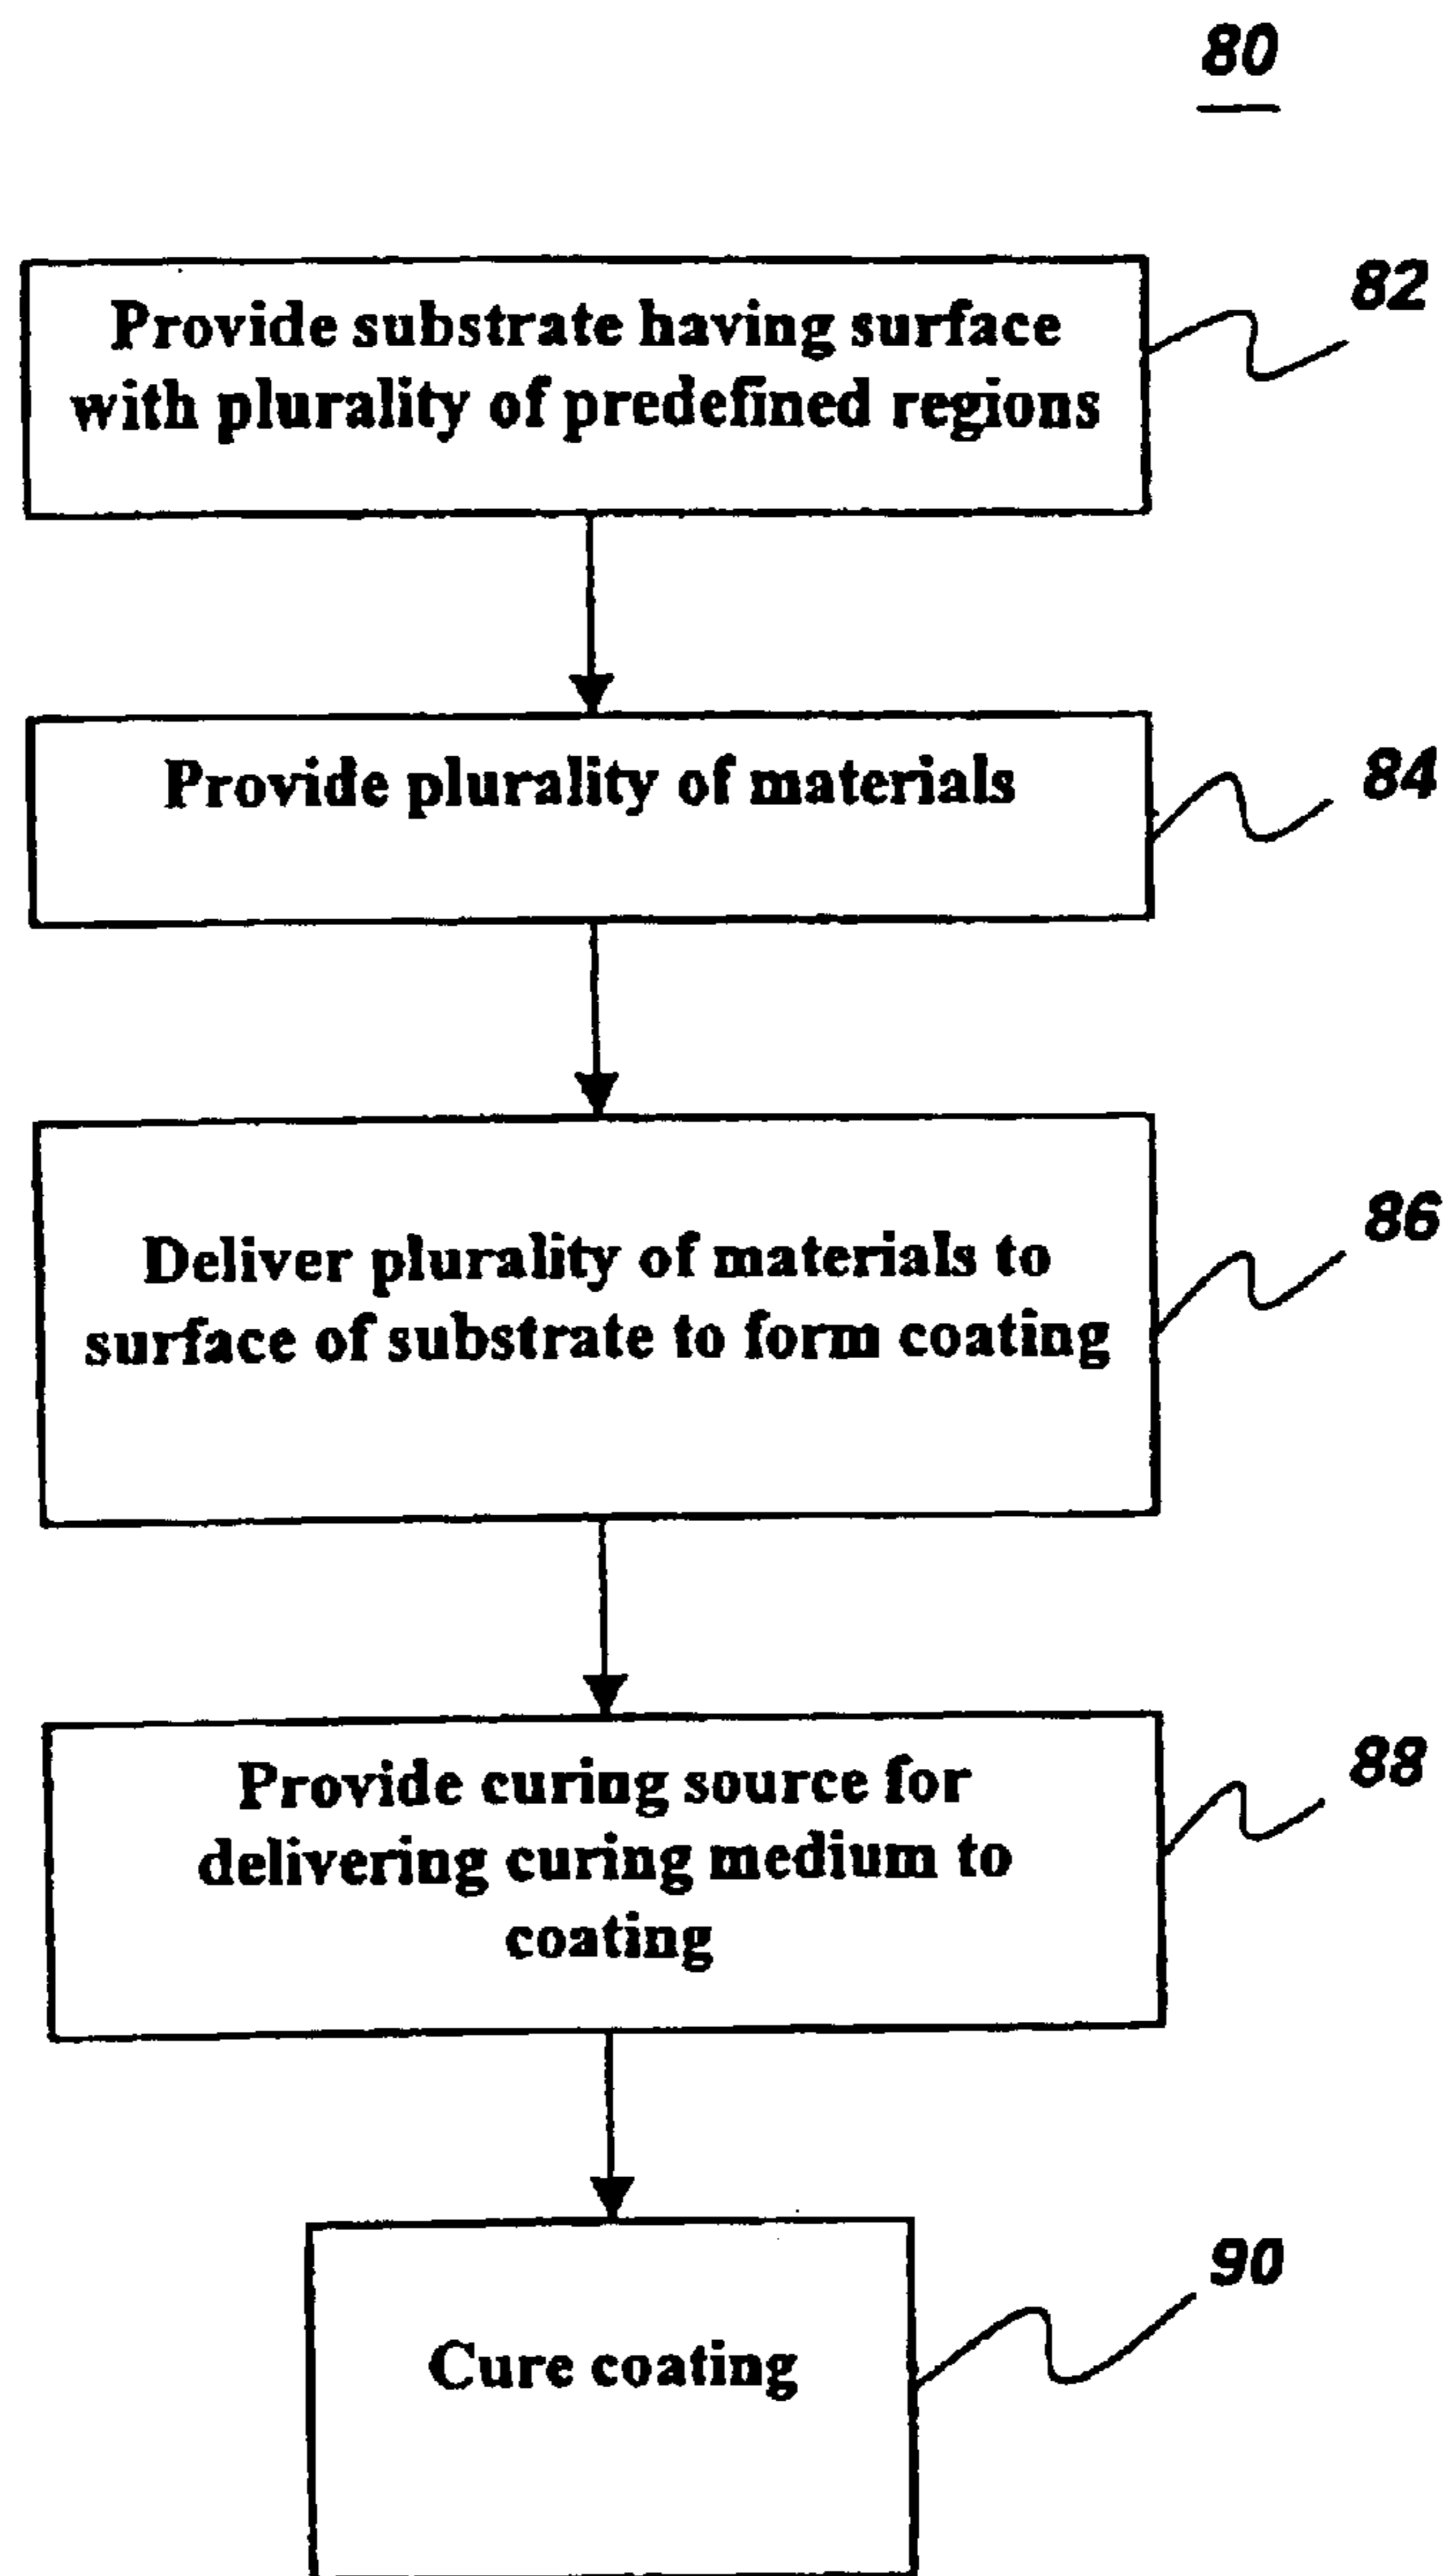 80
Provide substrate having surface
with plurality of predefined regions
82
Provide plurality of materials
84
Deliver plurality of materials to
surface of substrate to form coating
86
Provide curing source for
delivering curing medium to
coating
88
Cure coating
90